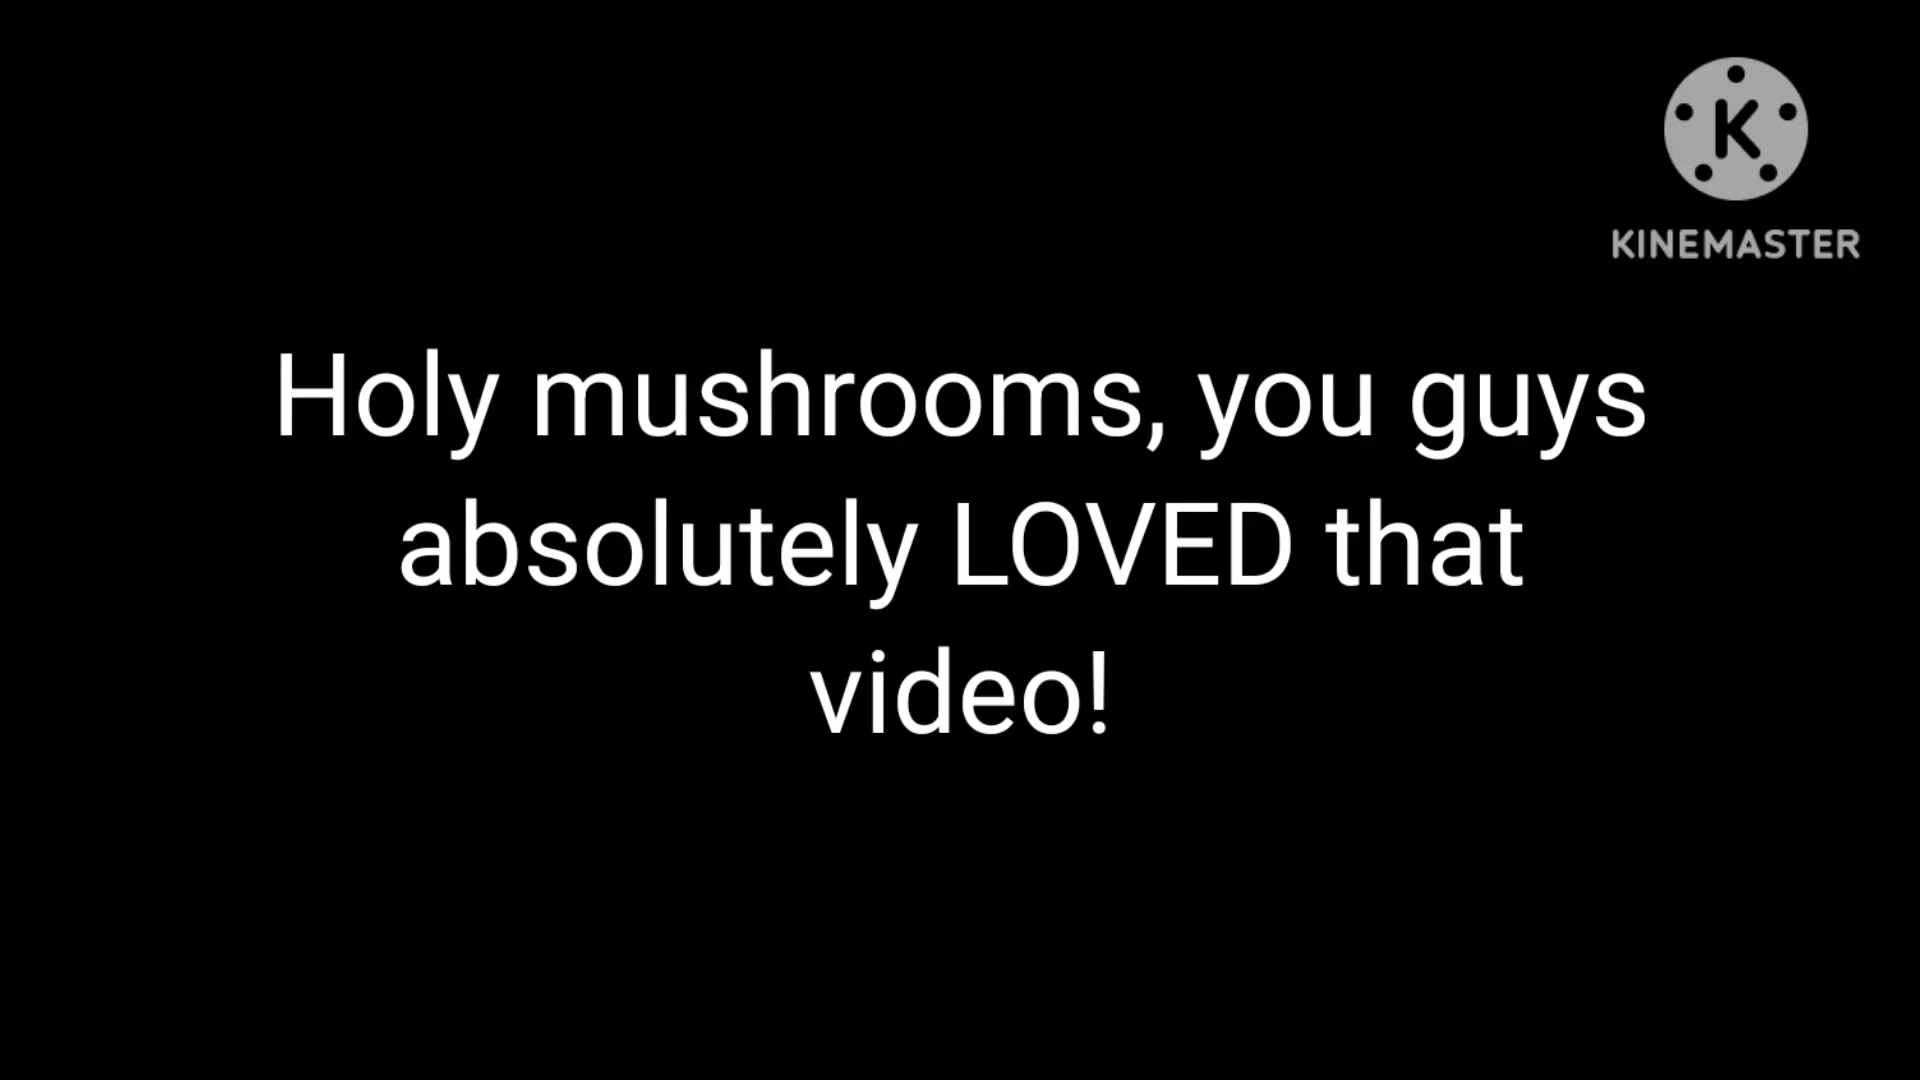 K
KINEMASTER
Holy mushrooms, you guys
absolutely LOVED that
video!